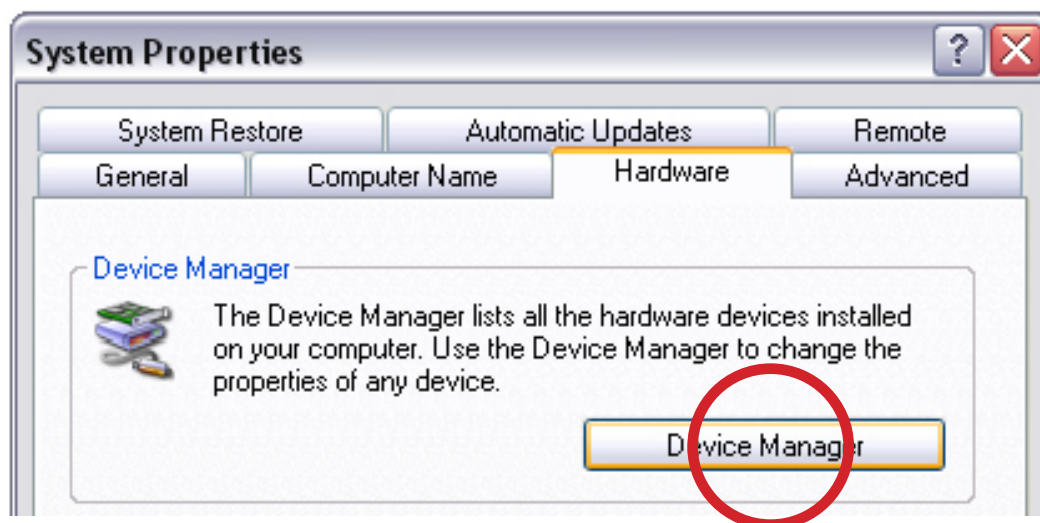 System Properties
?
System Restore Automatic Updates Remote
General Computer Name Hardware Advanced
Device Manager
The Device Manager lists all the hardware devices installed
on your computer. Use the Device Manager to change the
properties of any device.
Device Manager